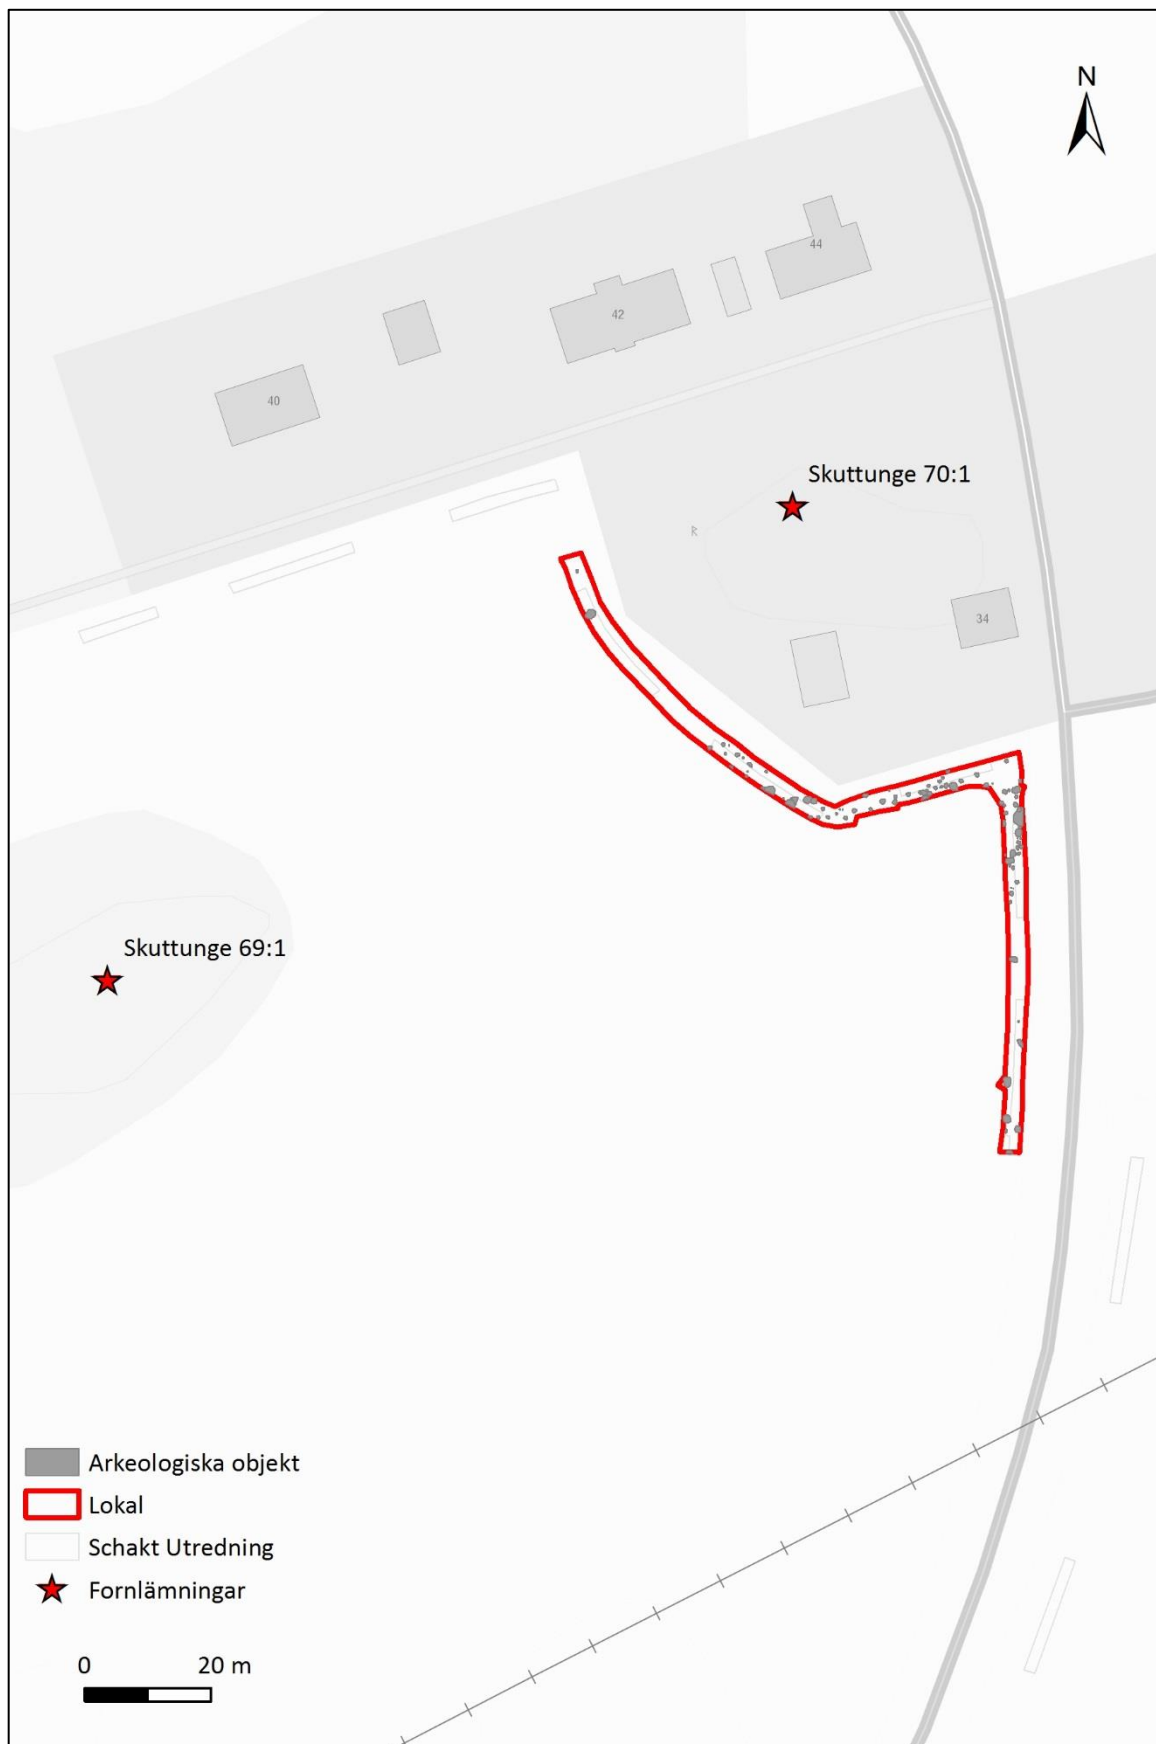 N
44
42
40
Skuttunge 70:1
R
34
Skuttunge 69:1
Arkeologiska objekt
Lokal
Schakt Utredning
Fornlämningar
0 20 m